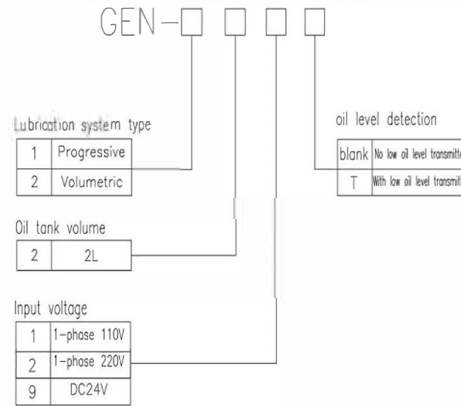 GEN-
Lubrication system type
1 Progressive
2 Volumetric
oil level detection
blank No low oil level transmitte
T With low oil level transmitt
Oil tank volume
2 2L
Input voltage
1 1-phase 110V
2 1-phase 220V
9 DC24V